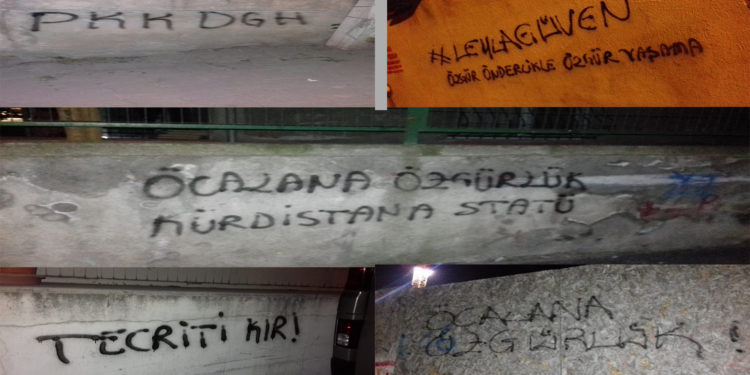 PKK DGH
#LEYLAGÜVEN
ÖZGÜR ÖNDERLİKLE ÖZGÜR YAŞAMA
ÖCALANA ÖZGÜRLÜK
KÜRDİSTANA STATÜ
TECRİTİ KIR!
ÖCALANA
ÖZGÜRLÜK